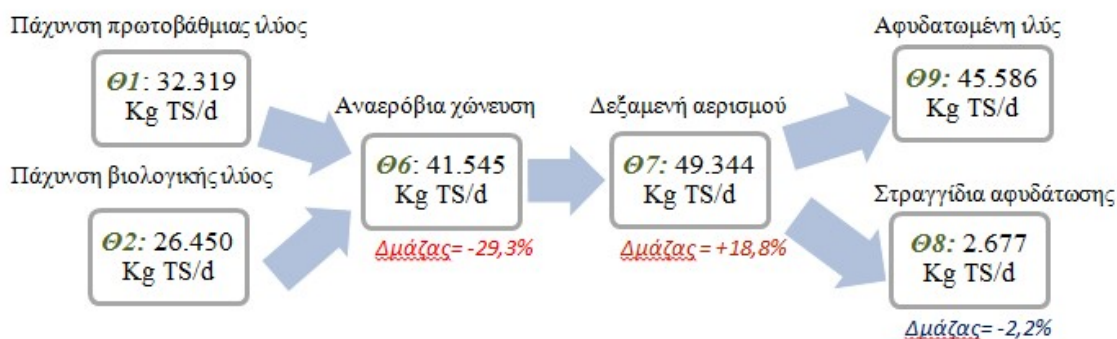 Πάχυνση πρωτοβάθμιας ιλύος
Θ1: 32.319
Kg TS/d
Πάχυνση βιολογικής ιλύος
Θ2: 26.450
Kg TS/d
Αναερόβια χώνευση
Θ6: 41.545
Kg TS/d
Δμάζας= -29,3%
Δεξαμενή αερισμού
Θ7: 49.344
Kg TS/d
Δμάζας = +18,8%
Αφυδατωμένη ιλύς
Θ9: 45.586
Kg TS/d
Στραγγίδια αφυδάτωσης
Θ8: 2.677
Kg TS/d
Δμάζας= -2,2%